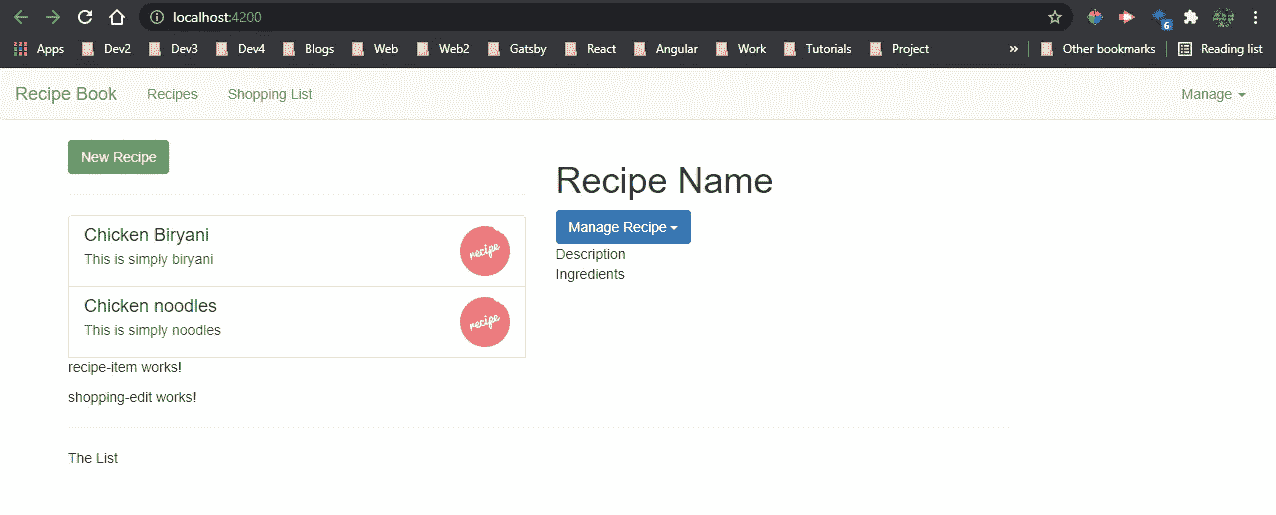 localhost:4200
6
Apps Dev2 Dev3 Dev4 Blogs Web Web2 Gatsby React Angular Work Tutorials Project » Other bookmarks Reading list
Recipe Book Recipes Shopping List Manage
New Recipe
Recipe Name
Manage Recipe
Description
Ingredients
Chicken Biryani
This is simply biryani
recipe
Chicken noodles
This is simply noodles
recipe
recipe-item works!
shopping-edit works!
The List